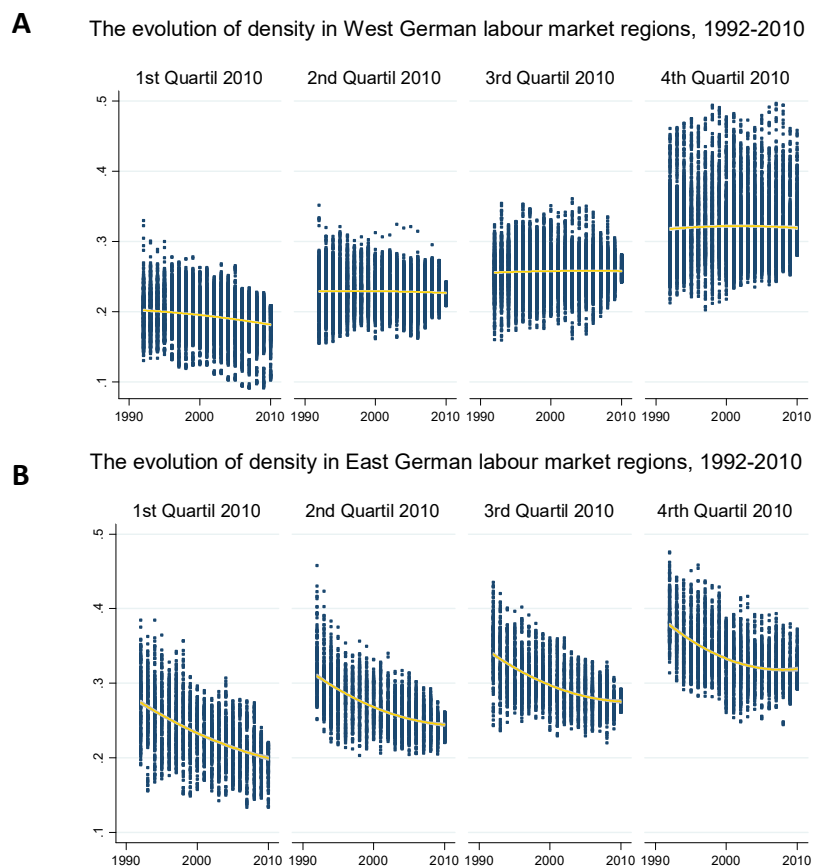 A
The evolution of density in West German labour market regions, 1992-2010
1st Quartil 2010 2nd Quartil 2010 3rd Quartil 2010 4th Quartil 2010
.5
.4
.3
.2
.1
1990 2000 2010 1990 2000 2010 1990 2000 2010 1990 2000 2010
B
The evolution of density in East German labour market regions, 1992-2010
1st Quartil 2010 2nd Quartil 2010 3rd Quartil 2010 4rth Quartil 2010
.5
.4
.3
.2
.1
1990 2000 2010 1990 2000 2010 1990 2000 2010 1990 2000 2010